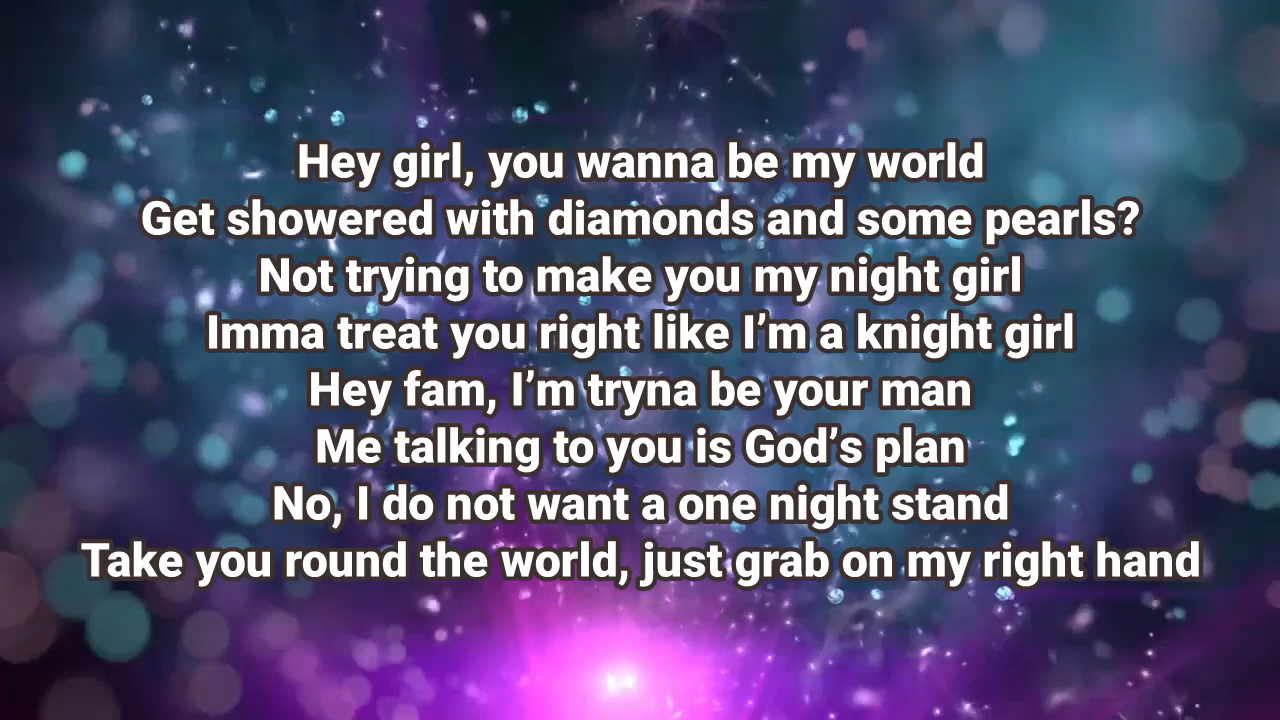 Hey girl, you wanna be my world
Get showered with diamonds and some pearls?
Not trying to make you my night girl
Imma treat you right like I’m a knight girl
Hey fam, I’m tryna be your man
Me talking to you is God’s plan
No, I do not want a one night stand
Take you round the world, just grab on my right hand